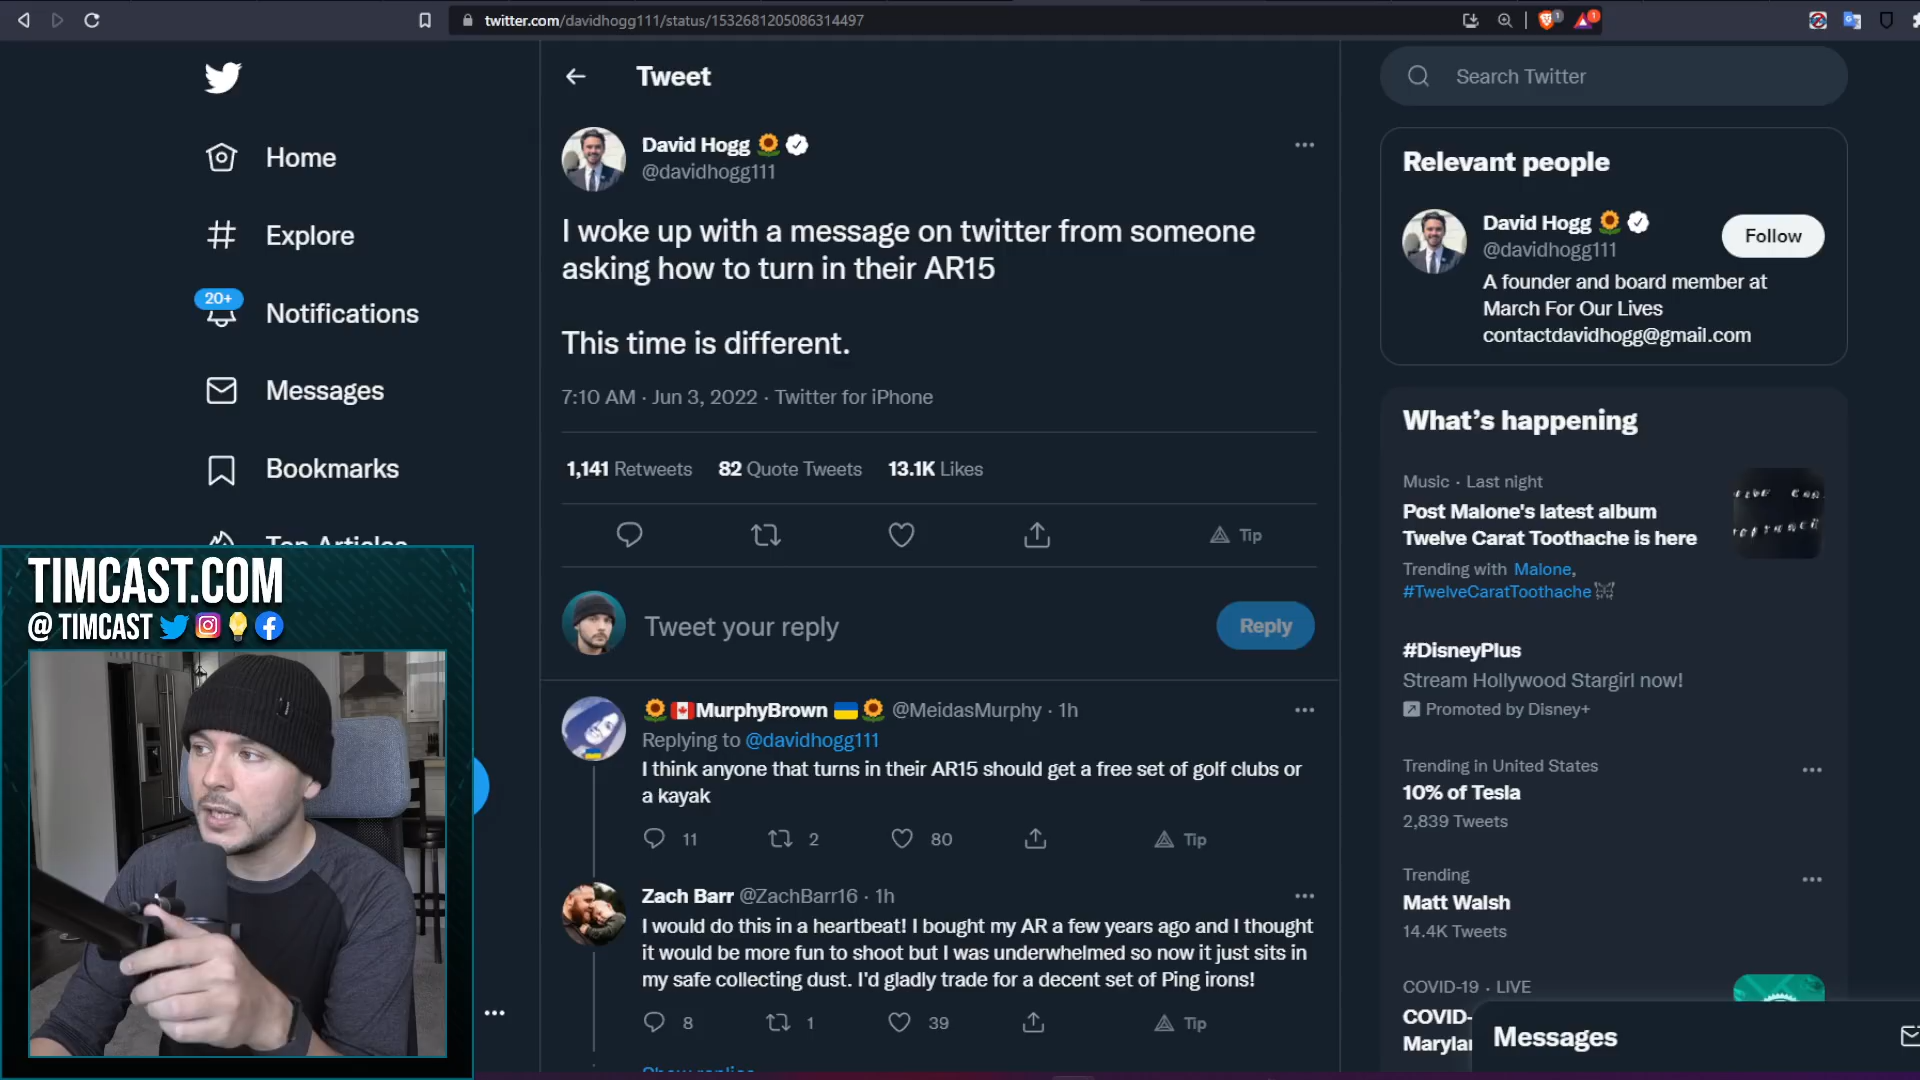 twitter.com/davidhogg111/status/1532681205086314497
Home
Explore
20+
Notifications
Messages
Bookmarks
TIMCAST.COM
@ TIMCAST
Tweet
David Hogg
@davidhogg111
I woke up with a message on twitter from someone
asking how to turn in their AR15
This time is different.
7:10 AM · Jun 3, 2022 · Twitter for iPhone
1,141 Retweets 82 Quote Tweets 13.1K Likes
Tip
Tweet your reply
Reply
MurphyBrown @MeidasMurphy · 1h
Replying to @davidhogg111
I think anyone that turns in their AR15 should get a free set of golf clubs or
a kayak
11 2 80 Tip
Zach Barr @ZachBarr16 · 1h
I would do this in a heartbeat! I bought my AR a few years ago and I thought
it would be more fun to shoot but I was underwhelmed so now it just sits in
my safe collecting dust. I'd gladly trade for a decent set of Ping irons!
8 1 39 Tip
Search Twitter
Relevant people
David Hogg
@davidhogg111
Follow
A founder and board member at
March For Our Lives
contactdavidhogg@gmail.com
What's happening
Music · Last night
Post Malone's latest album
Twelve Carat Toothache is here
Trending with Malone,
#TwelveCaratToothache
#DisneyPlus
Stream Hollywood Stargirl now!
Promoted by Disney+
Trending in United States
10% of Tesla
2,839 Tweets
Trending
Matt Walsh
14.4K Tweets
COVID-19 · LIVE
COVID-
Marylan
Messages